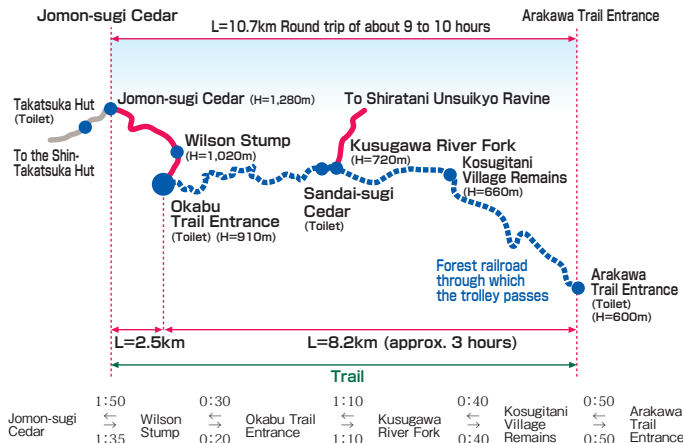 Jomon-sugi Cedar
L=10.7km Round trip of about 9 to 10 hours
Arakawa Trail Entrance
Takatsuka Hut
(Toilet)
To the Shin-
Takatsuka Hut
Jomon-sugi Cedar (H=1,280m)
To Shiratani Unsuikyo Ravine
Wilson Stump
(H=1,020m)
Kusugawa River Fork
(H=720m)
Kosugitani
Village Remains
(H=660m)
Okabu
Trail Entrance
(Toilet) (H=910m)
Sandai-sugi
Cedar
(Toilet)
Forest railroad
through which
the trolley passes
Arakawa
Trail Entrance
(Toilet)
(H=600m)
L=2.5km
L=8.2km (approx. 3 hours)
Trail
1:50 0:30 1:10 0:40 0:50
← ← ← ← ←
Jomon-sugi
Cedar
Wilson
Stump
Okabu Trail
Entrance
Kusugawa
River Fork
Kosugitani
Village
Remains
Arakawa
Trail
Entrance
→ → → → →
1:35 0:20 1:10 0:40 0:50